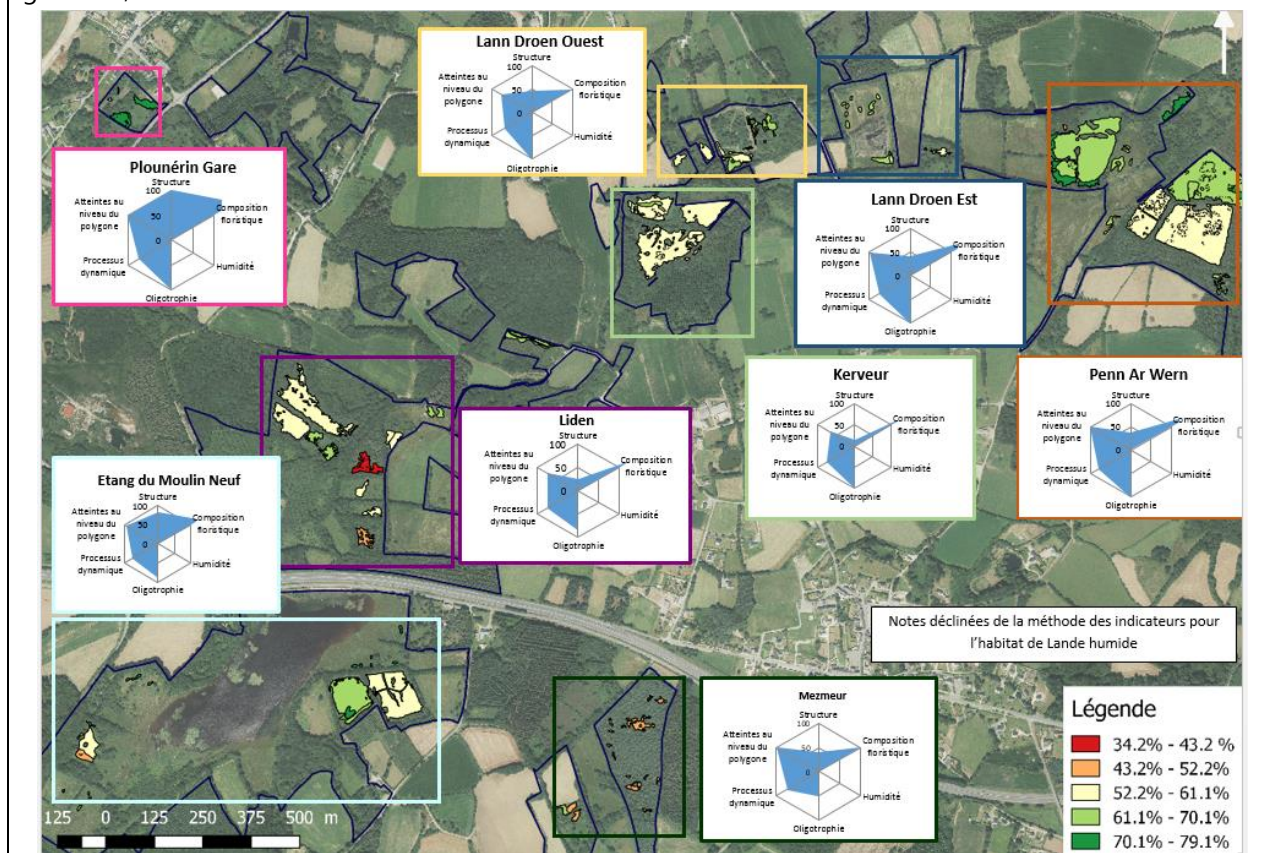 Lann Droen Ouest
Structure
100
50
0
Atteintes au
niveau du
polygone
Composition
floristique
Processus
dynamique
Humidité
Oligotrophie
Plounérin Gare
Structure
100
50
0
Atteintes au
niveau du
polygone
Composition
floristique
Processus
dynamique
Humidité
Oligotrophie
Lann Droen Est
Structure
100
50
0
Atteintes au
niveau du
polygone
Composition
floristique
Processus
dynamique
Humidité
Oligotrophie
Kerveur
Structure
100
50
0
Atteintes au
niveau du
polygone
Composition
floristique
Processus
dynamique
Humidité
Oligotrophie
Penn Ar Wern
Structure
100
50
0
Atteintes au
niveau du
polygone
Composition
floristique
Processus
dynamique
Humidité
Oligotrophie
Liden
Structure
100
50
0
Atteintes au
niveau du
polygone
Composition
floristique
Processus
dynamique
Humidité
Oligotrophie
Etang du Moulin Neuf
Structure
100
50
0
Atteintes au
niveau du
polygone
Composition
floristique
Processus
dynamique
Humidité
Oligotrophie
Notes déclinées de la méthode des indicateurs pour
l'habitat de Lande humide
Mezmeur
Structure
100
50
0
Atteintes au
niveau du
polygone
Composition
floristique
Processus
dynamique
Humidité
Oligotrophie
Légende
34.2% - 43.2 %
43.2% - 52.2%
52.2% - 61.1%
61.1% - 70.1%
70.1% - 79.1%
125 0 125 250 375 500 m